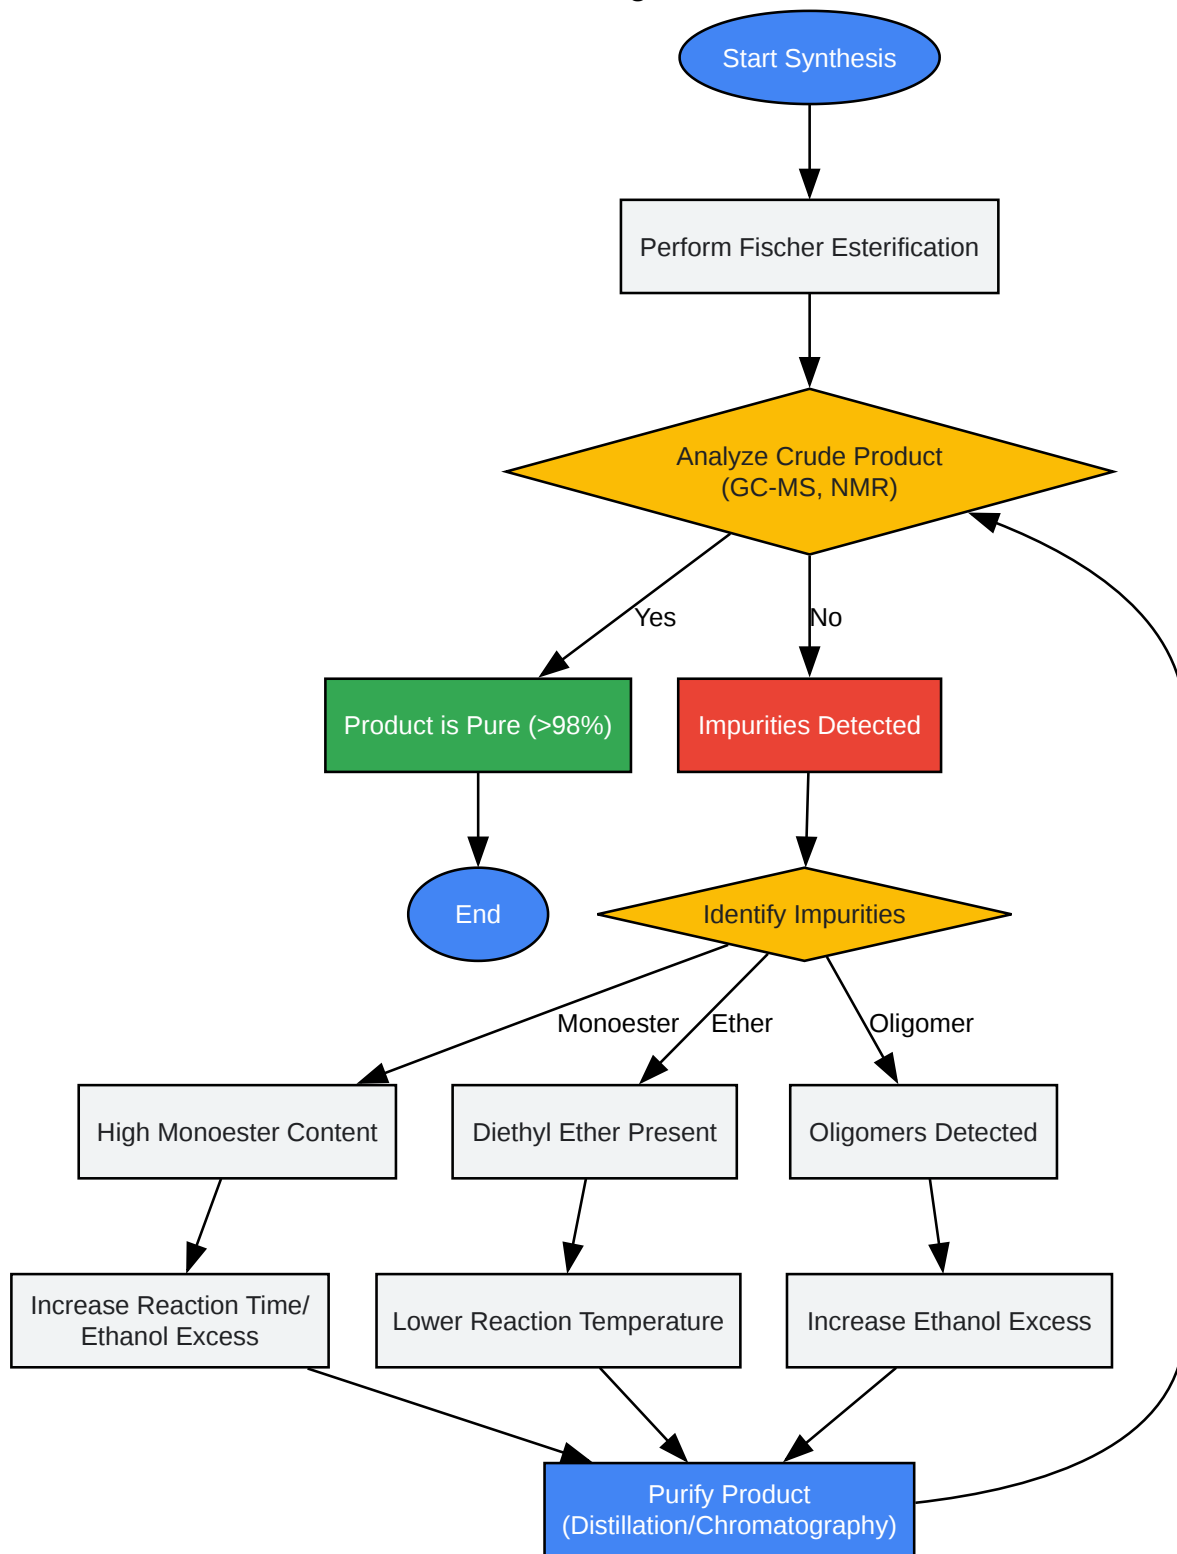 Start Synthesis
Perform Fischer Esterification
Analyze Crude Product
(GC-MS, NMR)
Yes
No
Product is Pure (>98%)
Impurities Detected
End
Identify Impurities
Monoester
Ether
Oligomer
High Monoester Content
Diethyl Ether Present
Oligomers Detected
Increase Reaction Time/
Ethanol Excess
Lower Reaction Temperature
Increase Ethanol Excess
Purify Product
(Distillation/Chromatography)